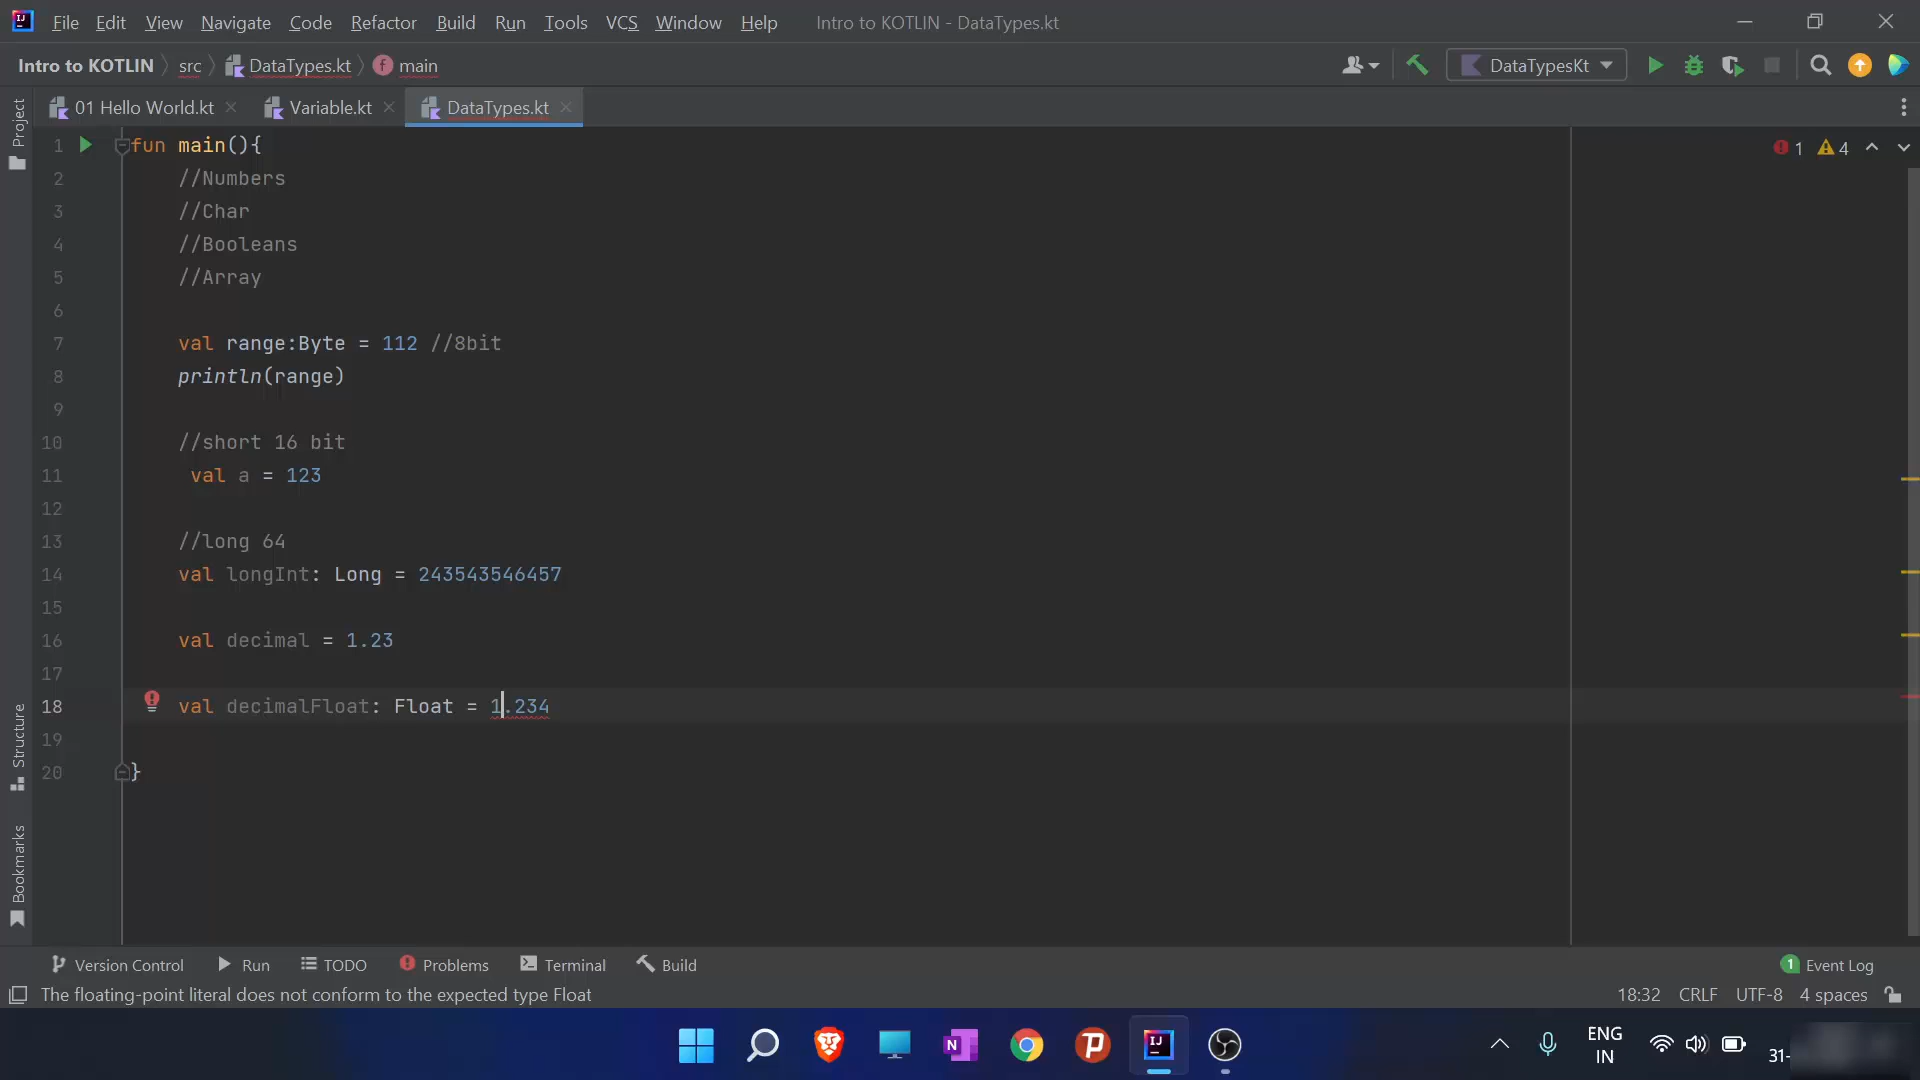 File Edit View Navigate Code Refactor Build Run Tools VCS Window Help Intro to KOTLIN - DataTypes.kt
Intro to KOTLIN src DataTypes.kt main DataTypesKt
01 Hello World.kt Variable.kt DataTypes.kt
Project
1 fun main(){
1 4
2 //Numbers
3 //Char
4 //Booleans
5 //Array
6
7 val range:Byte = 112 //8bit
8 println(range)
9
10 //short 16 bit
11 val a = 123
12
13 //long 64
14 val longInt: Long = 243543546457
15
16 val decimal = 1.23
17
18 val decimalFloat: Float = 1.234
19
20 }
Structure
Bookmarks
Version Control Run TODO Problems Terminal Build 1 Event Log
The floating-point literal does not conform to the expected type Float 18:32 CRLF UTF-8 4 spaces
ENG
IN
31-